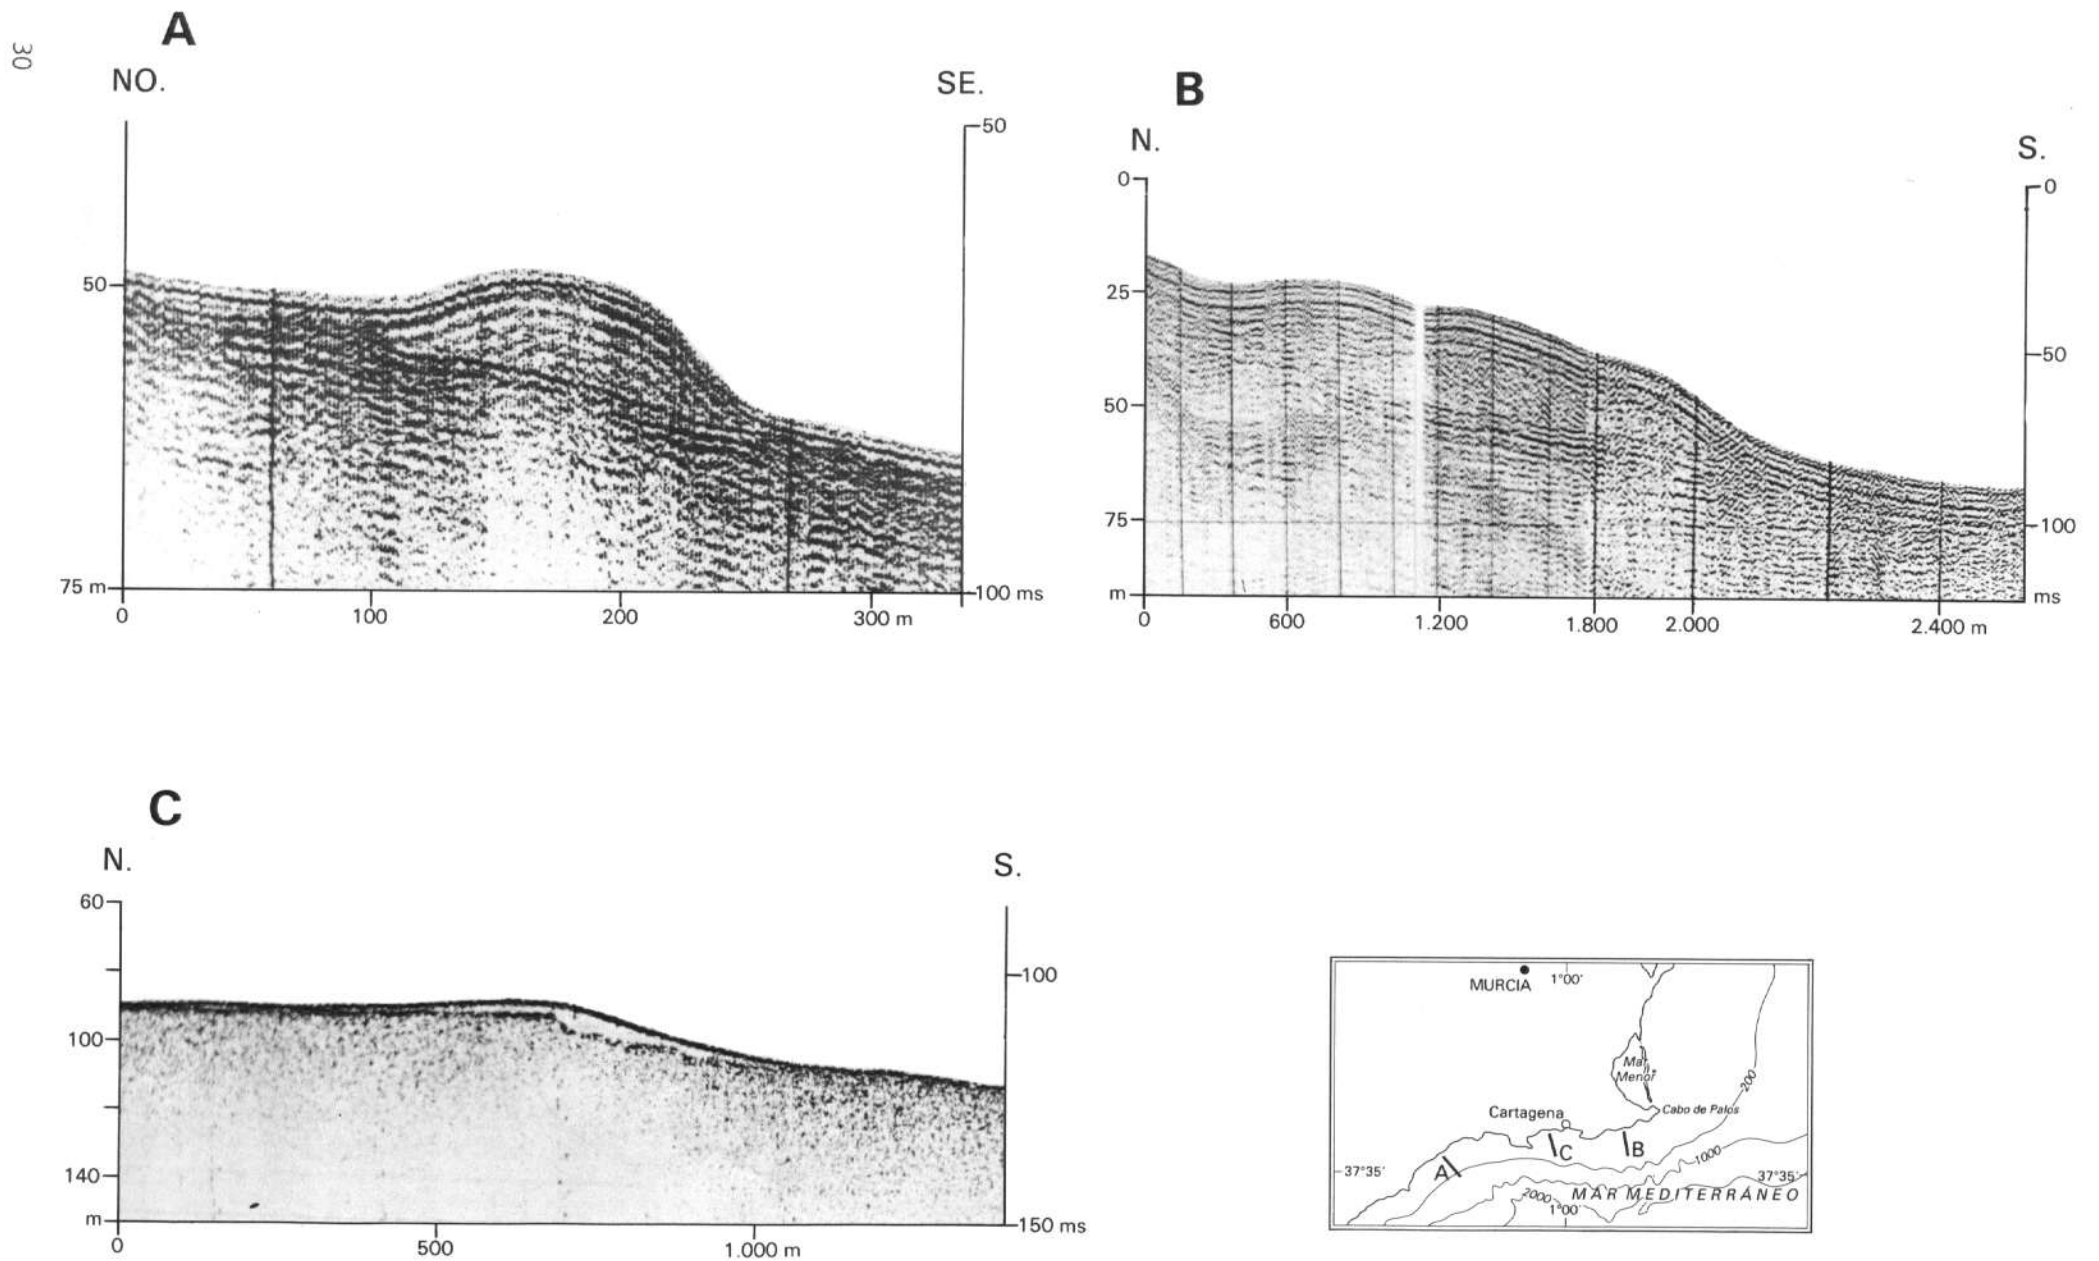 30
A
NO.
SE.
50
50
75 m
100 ms
0
100
200
300 m
B
N.
S.
0
0
25
50
50
75
100
m
ms
0
600
1.200
1.800
2.000
2.400 m
C
N.
S.
60
100
100
140
m
150 ms
0
500
1.000 m
MURCIA
1°00'
Mar
Menor
200
Cartagena
Cabo de Palos
C
B
A
1000
37°35'
37°35'
2000
MAR MEDITERRÁNEO
1°00'